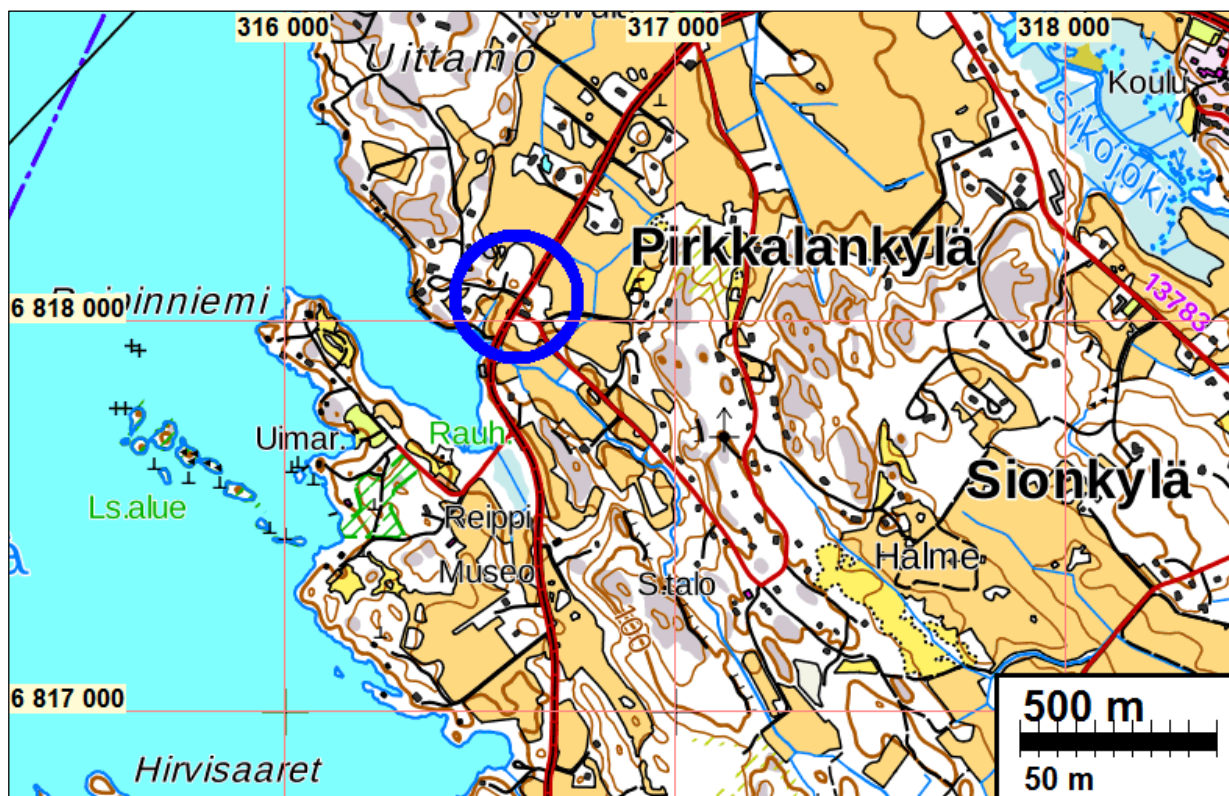 316 000
317 000
318 000
Uittamo
Koulu
Sikojoki
Pirkkalankylä
13783
6 818 000
Uimar.
Rauh.
Sionkylä
Ls.alue
Reippi
Halme
Museo
S.talo
100
6 817 000
500 m
50 m
Hirvisaaret